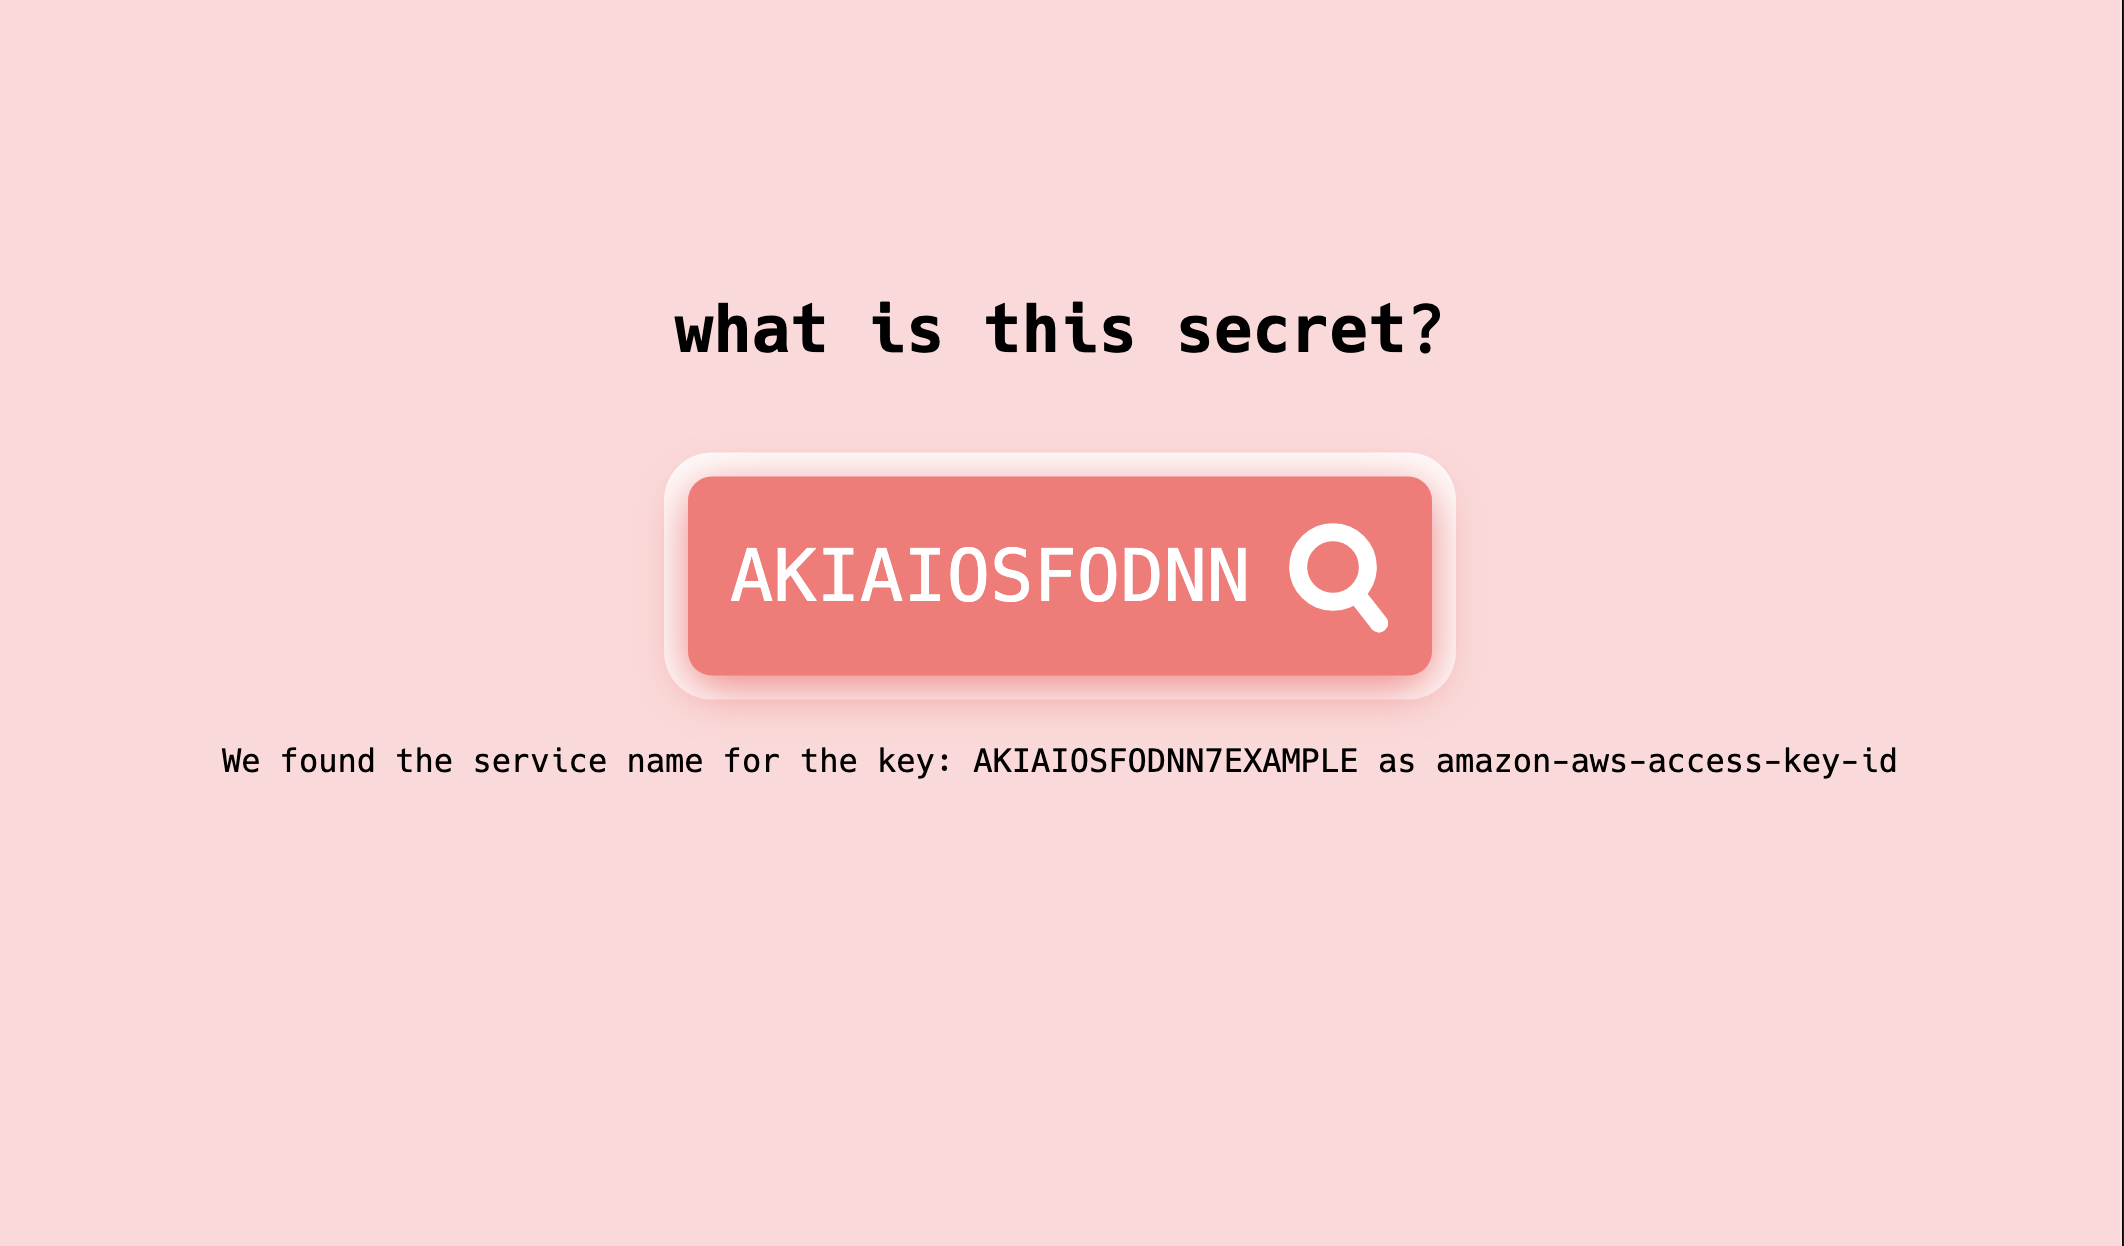 what is this secret?
AKIAIOSFODNN
We found the service name for the key: AKIAIOSFODNN7EXAMPLE as amazon-aws-access-key-id